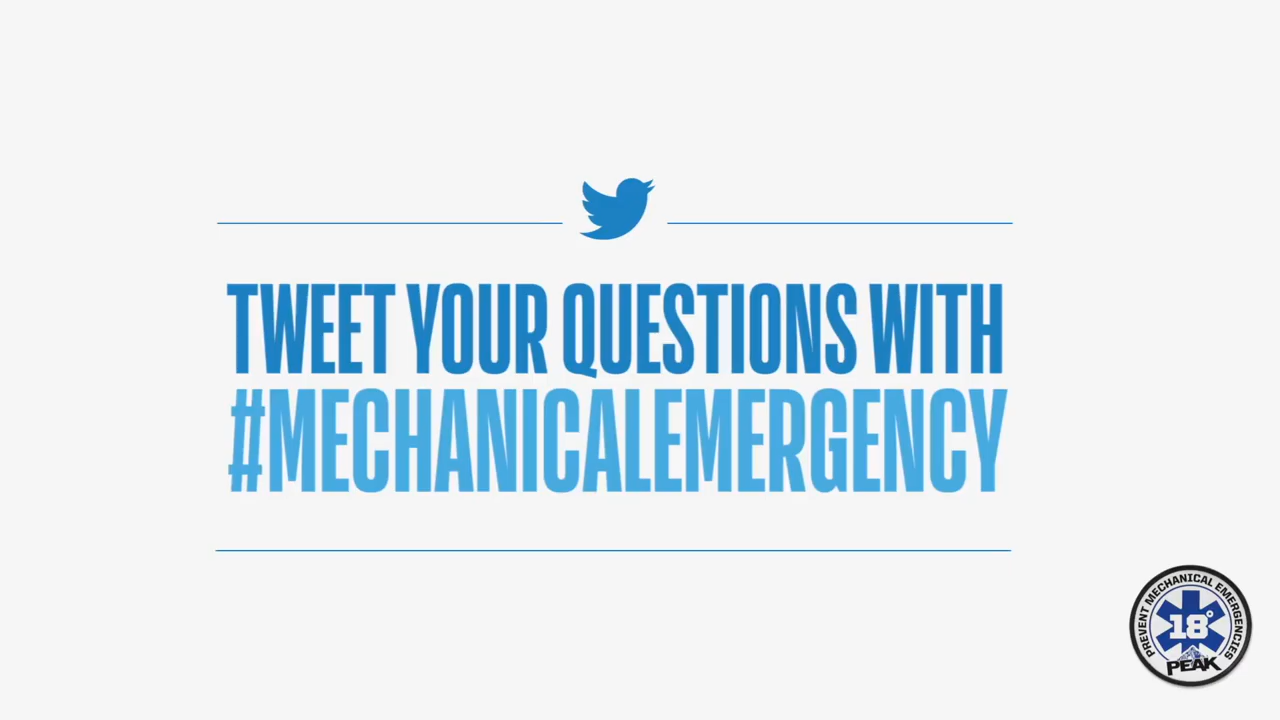 TWEET YOUR QUESTIONS WITH
#MECHANICALEMERGENCY
PREVENT MECHANICAL EMERGENCIES
18°
PEAK